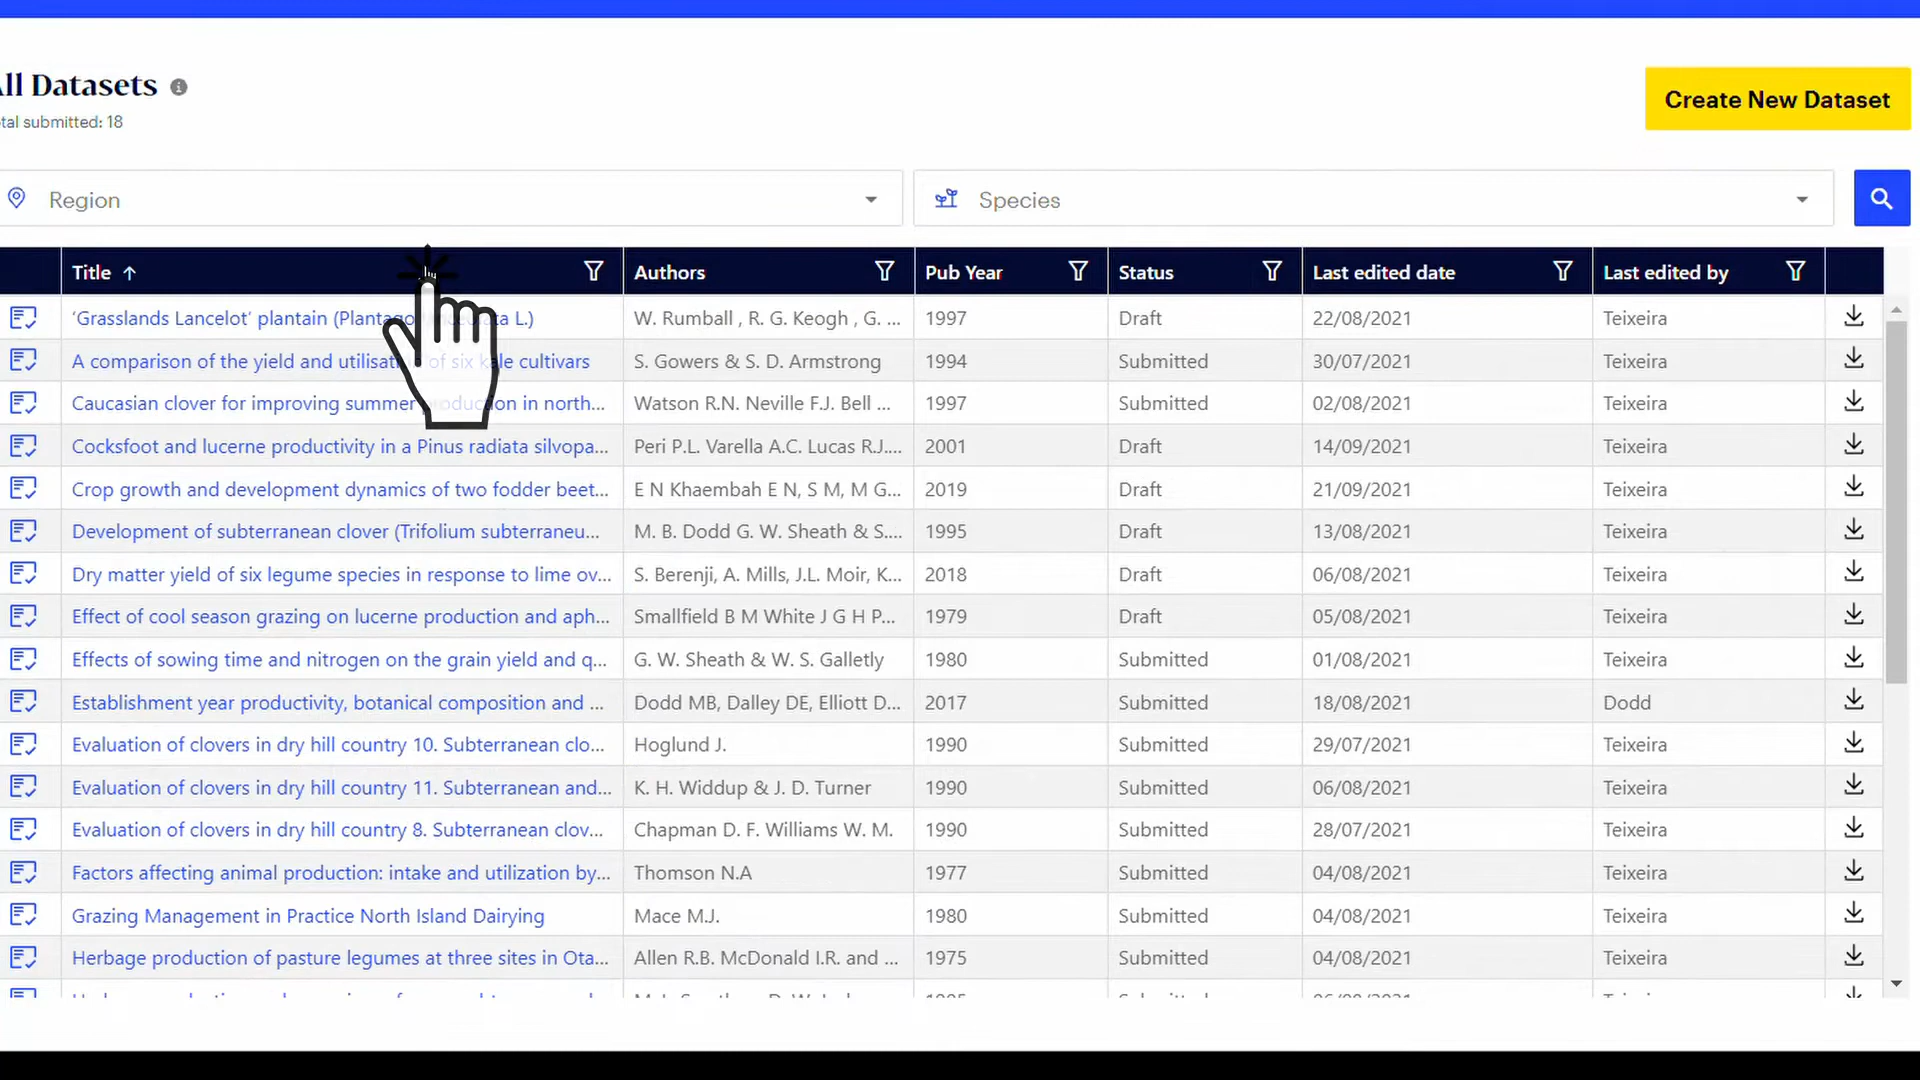 ll Datasets
tal submitted: 18
Create New Dataset
Region
Species
Title Authors Pub Year Status Last edited date Last edited by
‘Grasslands Lancelot’ plantain (Plantago L.) W. Rumball , R. G. Keogh , G. ... 1997 Draft 22/08/2021 Teixeira
A comparison of the yield and utilisation of six kale cultivars S. Gowers & S. D. Armstrong 1994 Submitted 30/07/2021 Teixeira
Caucasian clover for improving summer production in north... Watson R.N. Neville F.J. Bell ... 1997 Submitted 02/08/2021 Teixeira
Cocksfoot and lucerne productivity in a Pinus radiata silvopa... Peri P.L. Varella A.C. Lucas R.J.... 2001 Draft 14/09/2021 Teixeira
Crop growth and development dynamics of two fodder beet... E N Khaembah E N, S M, M G... 2019 Draft 21/09/2021 Teixeira
Development of subterranean clover (Trifolium subterraneu... M. B. Dodd G. W. Sheath & S.... 1995 Draft 13/08/2021 Teixeira
Dry matter yield of six legume species in response to lime ov... S. Berenji, A. Mills, J.L. Moir, K... 2018 Draft 06/08/2021 Teixeira
Effect of cool season grazing on lucerne production and aph... Smallfield B M White J G H P... 1979 Draft 05/08/2021 Teixeira
Effects of sowing time and nitrogen on the grain yield and q... G. W. Sheath & W. S. Galletly 1980 Submitted 01/08/2021 Teixeira
Establishment year productivity, botanical composition and ... Dodd MB, Dalley DE, Elliott D... 2017 Submitted 18/08/2021 Dodd
Evaluation of clovers in dry hill country 10. Subterranean clo... Hoglund J. 1990 Submitted 29/07/2021 Teixeira
Evaluation of clovers in dry hill country 11. Subterranean and... K. H. Widdup & J. D. Turner 1990 Submitted 06/08/2021 Teixeira
Evaluation of clovers in dry hill country 8. Subterranean clov... Chapman D. F. Williams W. M. 1990 Submitted 28/07/2021 Teixeira
Factors affecting animal production: intake and utilization by... Thomson N.A 1977 Submitted 04/08/2021 Teixeira
Grazing Management in Practice North Island Dairying Mace M.J. 1980 Submitted 04/08/2021 Teixeira
Herbage production of pasture legumes at three sites in Ota... Allen R.B. McDonald I.R. and ... 1975 Submitted 04/08/2021 Teixeira